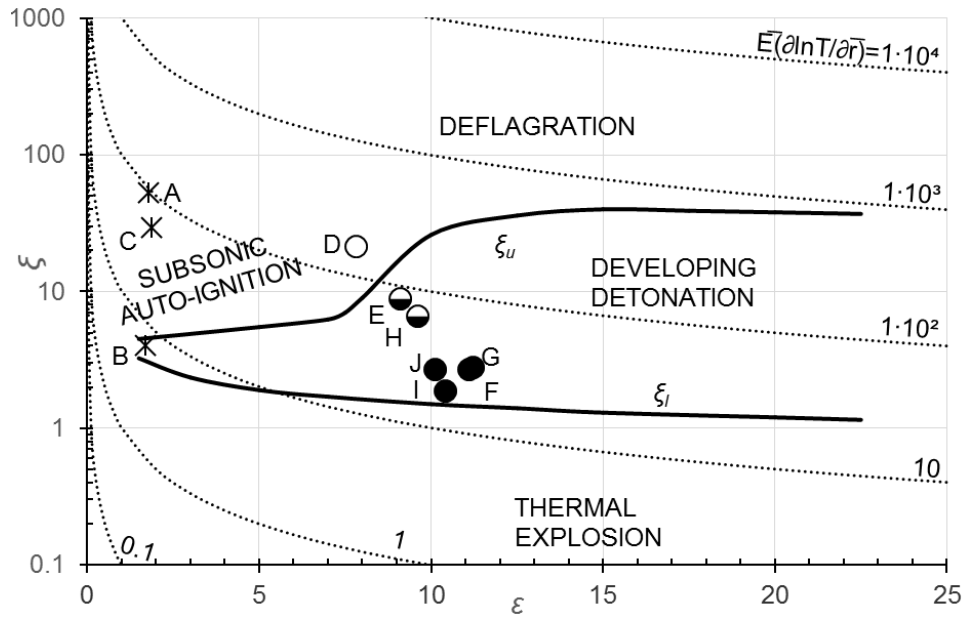 1000
Ē(∂lnT/∂r̄)=1·10⁴
DEFLAGRATION
100
A
1·10³
C
D
ξu
SUBSONIC
AUTO-IGNITION
DEVELOPING
DETONATION
ξ
10
E
1·10²
H
B
J
G
I
F
ξl
1
10
THERMAL
EXPLOSION
0.1
1
0.1
0
5
10
15
20
25
ε